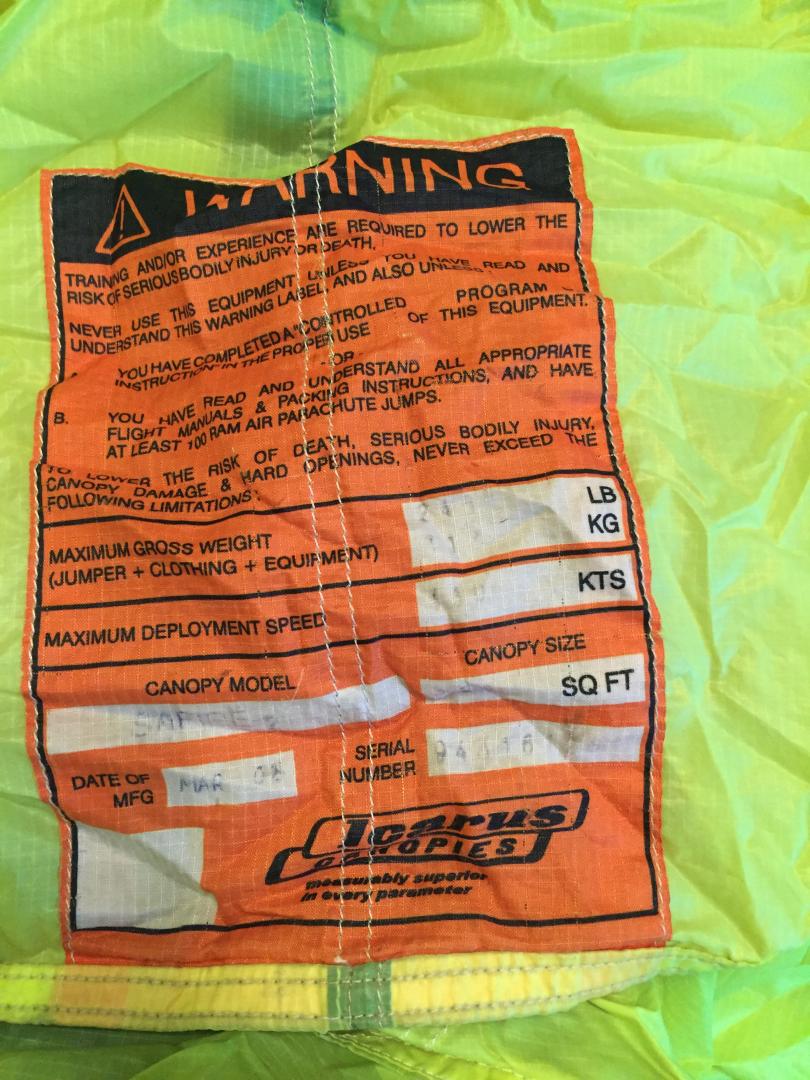 WARNING
TRAINING AND/OR EXPERIENCE ARE REQUIRED TO LOWER THE
RISK OF SERIOUS BODILY INJURY OR DEATH.
NEVER USE THIS EQUIPMENT UNLESS YOU HAVE READ AND
UNDERSTAND THIS WARNING LABEL AND ALSO UNLESS:
YOU HAVE COMPLETED A "CONTROLLED PROGRAM
INSTRUCTION" IN THE PROPER USE OF THIS EQUIPMENT.
-OR-
B. YOU HAVE READ AND UNDERSTAND ALL APPROPRIATE
FLIGHT MANUALS & PACKING INSTRUCTIONS, AND HAVE
AT LEAST 100 RAM AIR PARACHUTE JUMPS.
TO LOWER THE RISK OF DEATH, SERIOUS BODILY INJURY,
CANOPY DAMAGE & HARD OPENINGS, NEVER EXCEED THE
FOLLOWING LIMITATIONS:
MAXIMUM GROSS WEIGHT LB
(JUMPER + CLOTHING + EQUIPMENT) KG
MAXIMUM DEPLOYMENT SPEED KTS
CANOPY MODEL CANOPY SIZE
SQ FT
DATE OF MFG MAR 08
SERIAL NUMBER
Icarus
CANOPIES
measurably superior
in every parameter